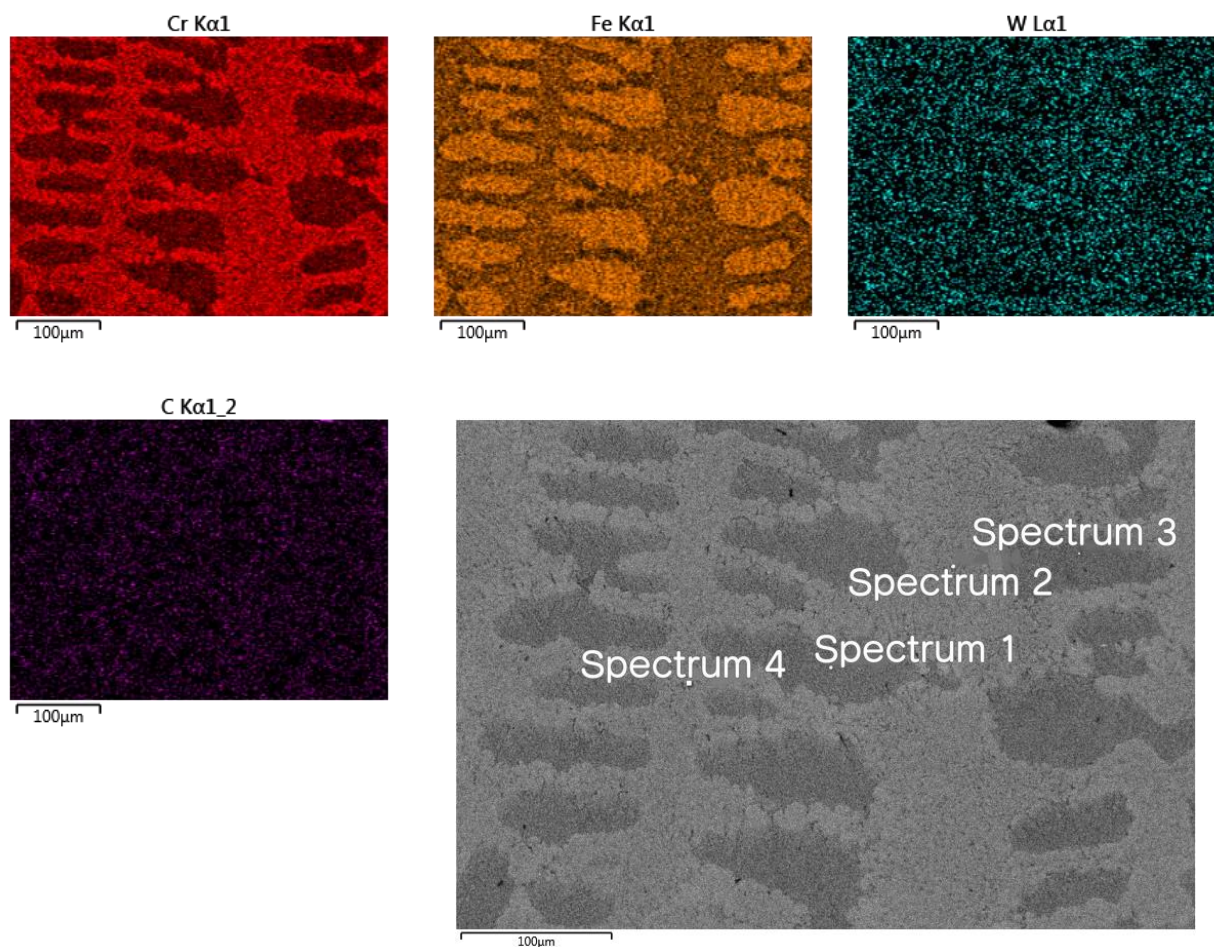 Cr Kα1
Fe Kα1
W Lα1
100μm
100μm
100μm
C Kα1_2
100μm
Spectrum 3
Spectrum 2
Spectrum 1
Spectrum 4
100μm